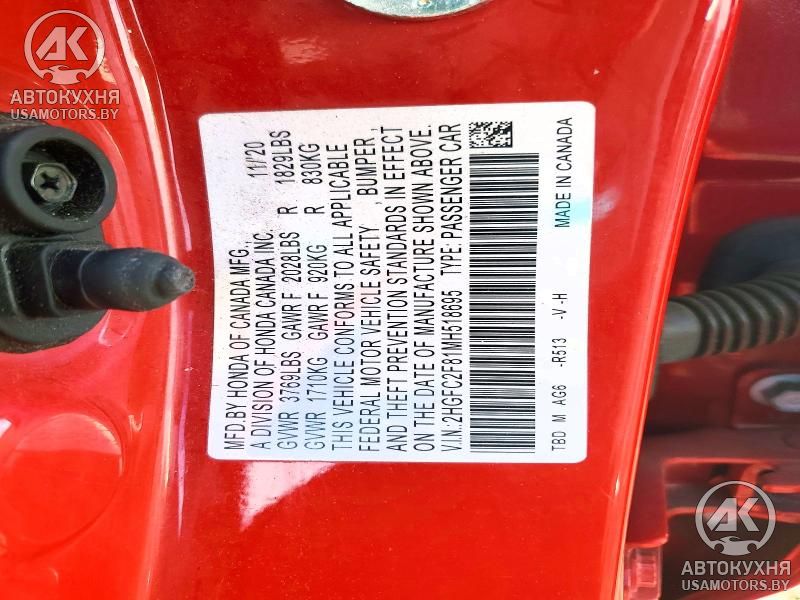 AK
АВТОКУХНЯ
USAMOTORS.BY
MFD.BY HONDA OF CANADA MFG., 11/20
A DIVISION OF HONDA CANADA INC.
GVWR 3769LBS GAWR F 2028LBS R 1829LBS
GVWR 1710KG GAWR F 920KG R 830KG
THIS VEHICLE CONFORMS TO ALL APPLICABLE
FEDERAL MOTOR VEHICLE SAFETY , BUMPER ,
AND THEFT PREVENTION STANDARDS IN EFFECT
ON THE DATE OF MANUFACTURE SHOWN ABOVE.
V.I.N.:2HGFC2F81MH518695 TYPE: PASSENGER CAR
TBD M AG6 -R513 -V -H MADE IN CANADA
AK
АВТОКУХНЯ
USAMOTORS.BY